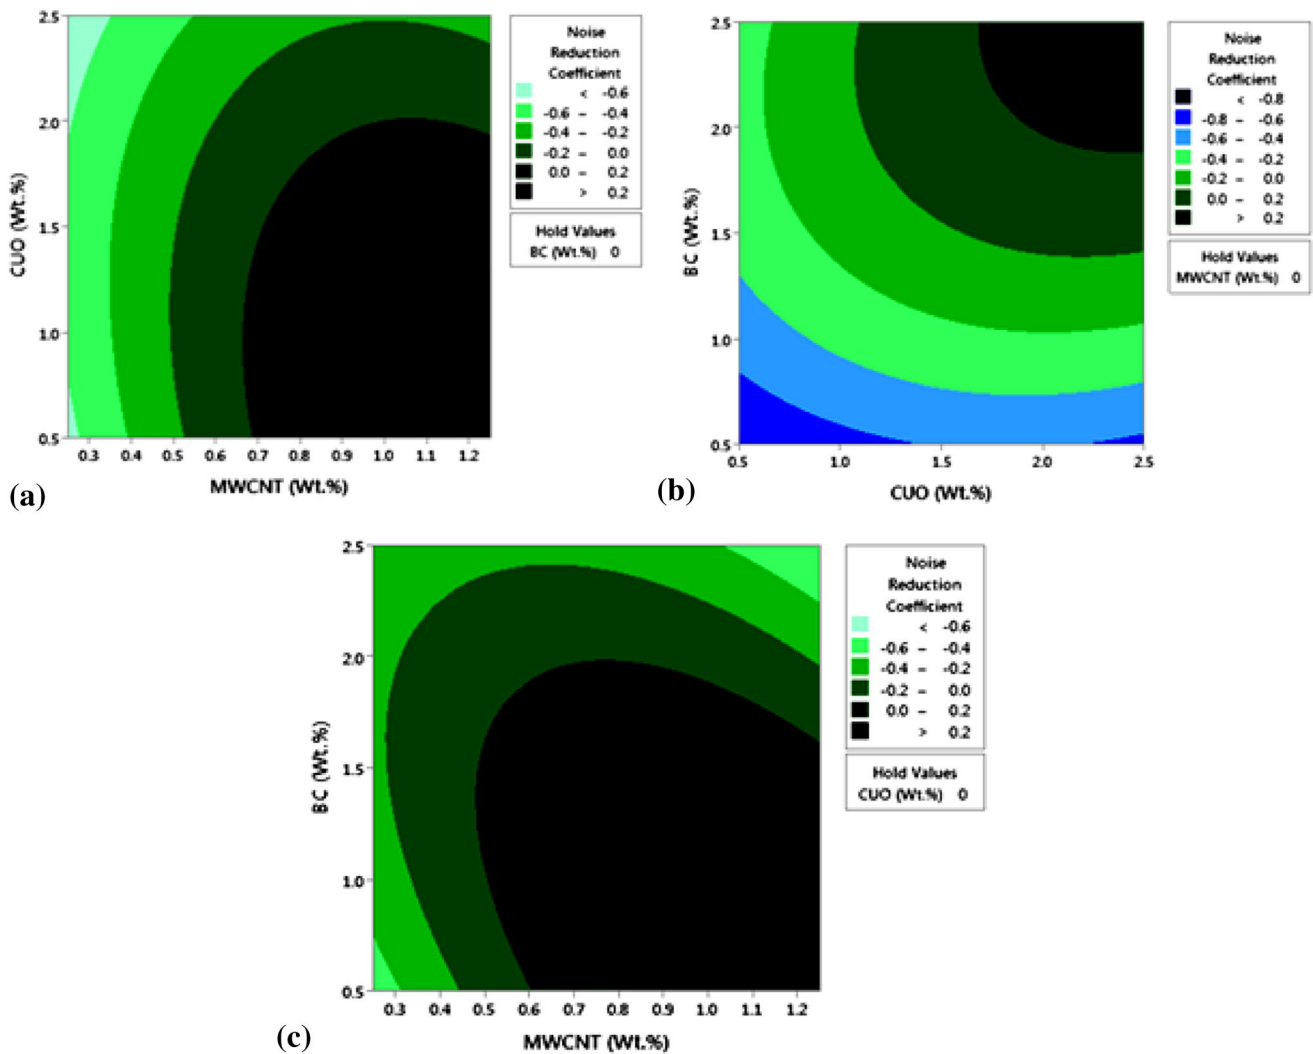 2.5
2.0
1.5
1.0
0.5
CUO (Wt.%)
0.3 0.4 0.5 0.6 0.7 0.8 0.9 1.0 1.1 1.2
MWCNT (Wt.%)
(a)
Noise
Reduction
Coefficient
< -0.6
-0.6 – -0.4
-0.4 – -0.2
-0.2 – 0.0
0.0 – 0.2
> 0.2
Hold Values
BC (Wt.%) 0
2.5
2.0
1.5
1.0
0.5
BC (Wt.%)
0.5 1.0 1.5 2.0 2.5
CUO (Wt.%)
(b)
Noise
Reduction
Coefficient
< -0.8
-0.8 – -0.6
-0.6 – -0.4
-0.4 – -0.2
-0.2 – 0.0
0.0 – 0.2
> 0.2
Hold Values
MWCNT (Wt.%) 0
2.5
2.0
1.5
1.0
0.5
BC (Wt.%)
0.3 0.4 0.5 0.6 0.7 0.8 0.9 1.0 1.1 1.2
MWCNT (Wt.%)
(c)
Noise
Reduction
Coefficient
< -0.6
-0.6 – -0.4
-0.4 – -0.2
-0.2 – 0.0
0.0 – 0.2
> 0.2
Hold Values
CUO (Wt.%) 0